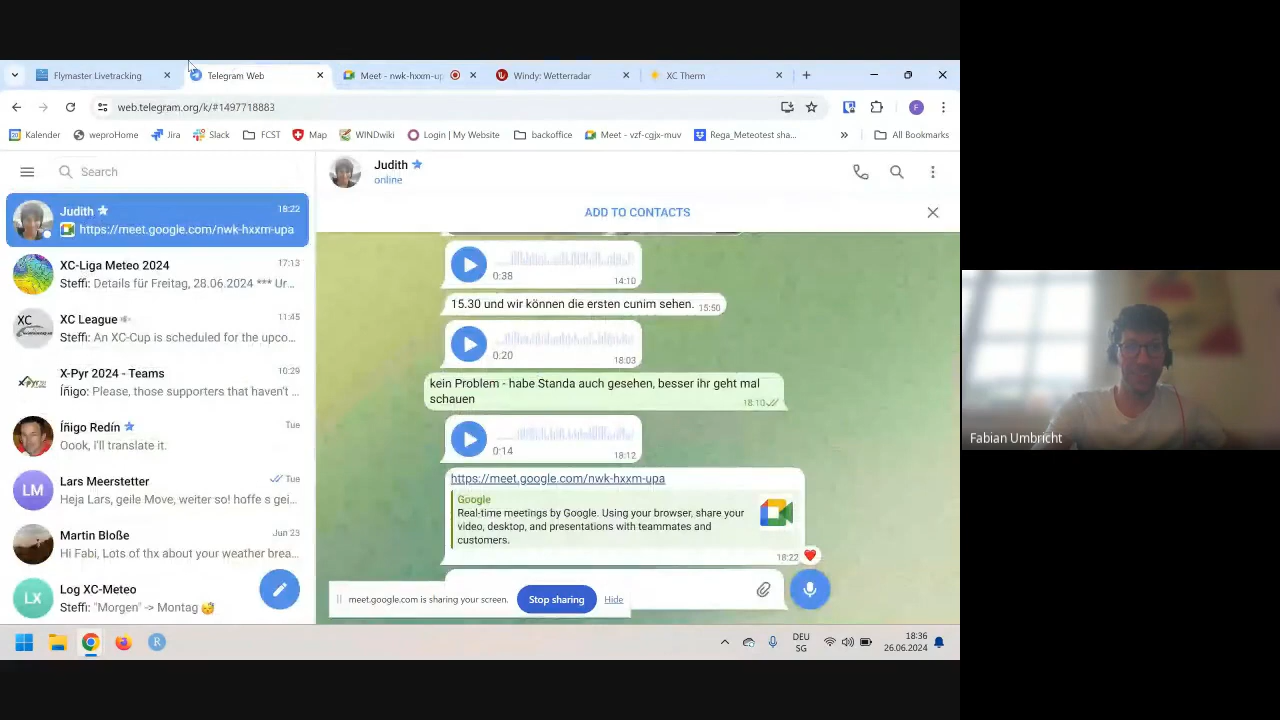 Flymaster Livetracking
Telegram Web
Meet - nwk-hxxm-up
Windy: Wetterradar
XC Therm
web.telegram.org/k/#1497718883
Kalender
weproHome
Jira
Slack
FCST
Map
WINDwiki
Login | My Website
backoffice
Meet - vzf-cgjx-muv
Rega_Meteotest sha...
»
All Bookmarks
F
Search
Judith
18:22
https://meet.google.com/nwk-hxxm-upa
XC-Liga Meteo 2024
17:13
Steffi: Details für Freitag, 28.06.2024 *** Ur...
XC
XC League
11:45
Steffi: An XC-Cup is scheduled for the upco...
X-Pyr 2024 - Teams
10:29
Íñigo: Please, those supporters that haven't ...
Íñigo Redín
Tue
Oook, i'll translate it.
LM
Lars Meerstetter
Tue
Heja Lars, geile Move, weiter so! hoffe s gei...
Martin Bloße
Jun 23
Hi Fabi, Lots of thx about your weather brea...
LX
Log XC-Meteo
Steffi: "Morgen" -> Montag 😴
Judith
online
ADD TO CONTACTS
0:38
14:10
15.30 und wir können die ersten cunim sehen.
15:50
0:20
18:03
kein Problem - habe Standa auch gesehen, besser ihr geht mal
schauen
18:10
0:14
18:12
https://meet.google.com/nwk-hxxm-upa
Google
Real-time meetings by Google. Using your browser, share your
video, desktop, and presentations with teammates and
customers.
18:22
meet.google.com is sharing your screen.
Stop sharing
Hide
R
DEU
SG
18:36
26.06.2024
Fabian Umbricht